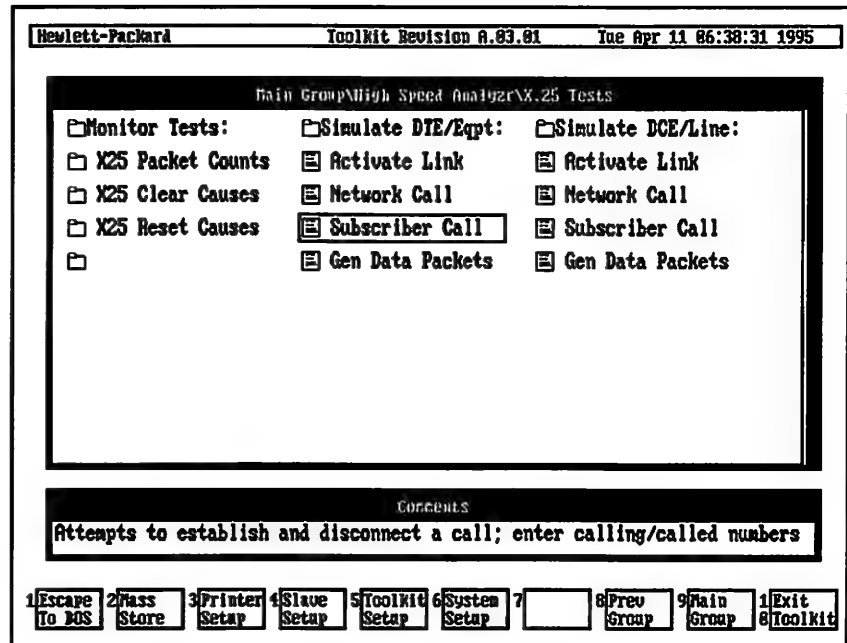 Hewlett-Packard Toolkit Revision A.03.01 Tue Apr 11 06:38:31 1995
Main Group\High Speed Analyzr\X.25 Tests
Monitor Tests: Simulate DTE/Eqpt: Simulate DCE/Line:
X25 Packet Counts Activate Link Activate Link
X25 Clear Causes Network Call Network Call
X25 Reset Causes Subscriber Call Subscriber Call
Gen Data Packets Gen Data Packets
Comments
Attempts to establish and disconnect a call; enter calling/called numbers
1 Escape 2 Mass 3 Printer 4 Slave 5 Toolkit 6 System 7 8 Prev 9 Main 1 Exit
To DOS Store Setup Setup Setup Setup Group Group 0 Toolkit